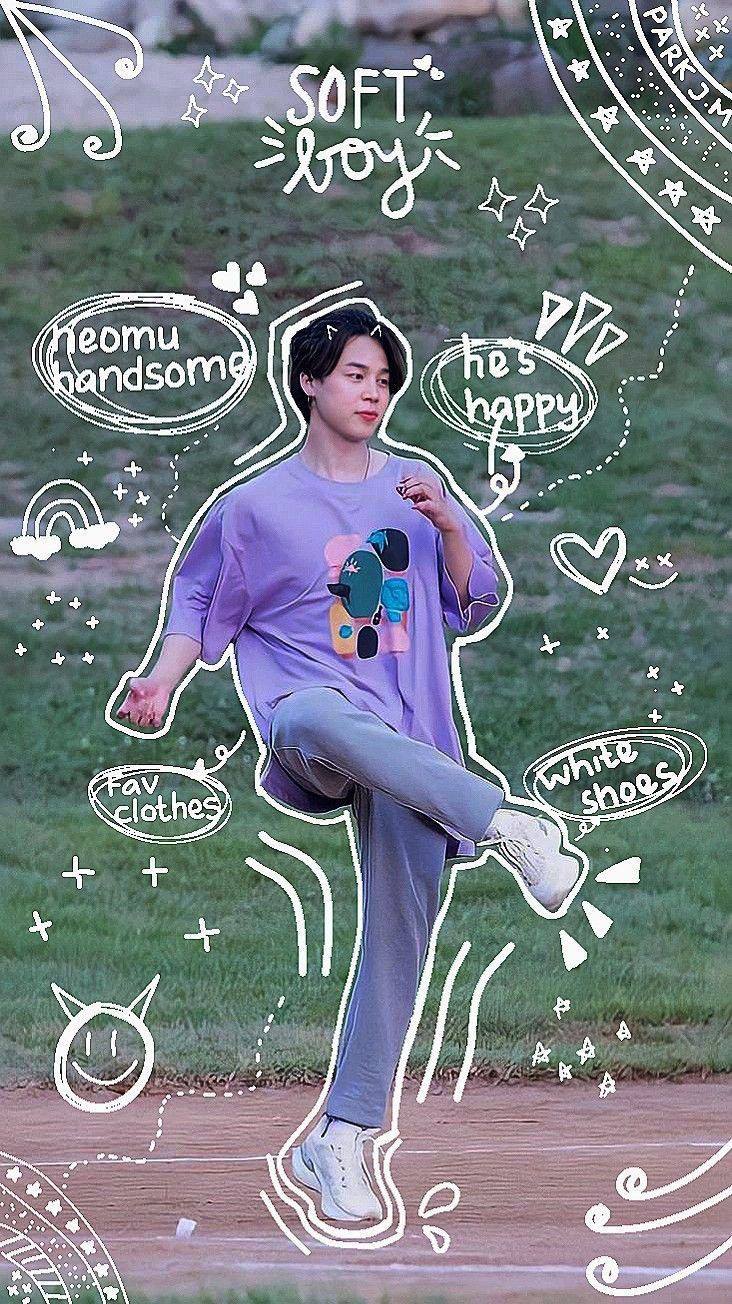 PARK J M
SOFT
boy
neomu
handsome
he's
happy
Fav
clothes
white
shoes